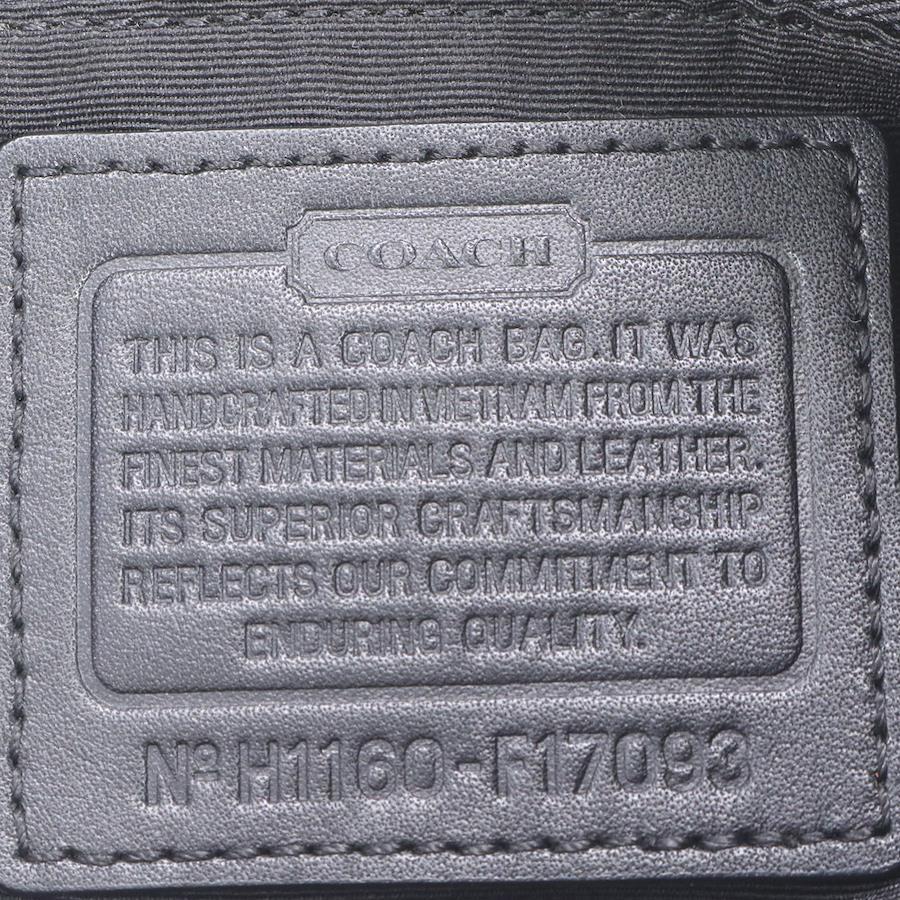 COACH
THIS IS A COACH BAG. IT WAS
HANDCRAFTED IN VIETNAM FROM THE
FINEST MATERIALS AND LEATHER.
ITS SUPERIOR CRAFTSMANSHIP
REFLECTS OUR COMMITMENT TO
ENDURING QUALITY.
Nº H1160-F17093